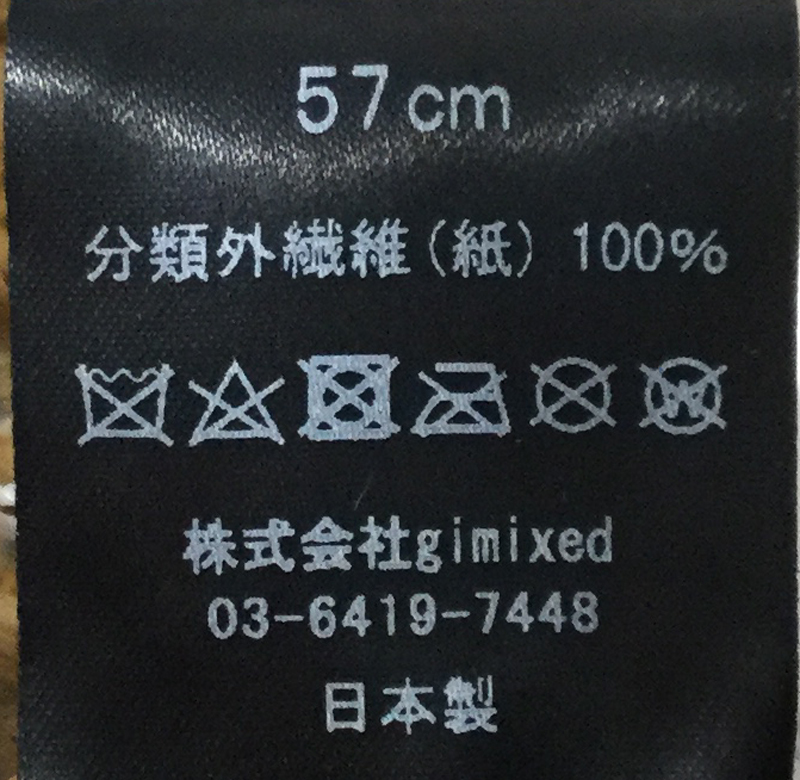 57cm
分類外繊維(紙) 100%
W
株式会社gimixed
03-6419-7448
日本製